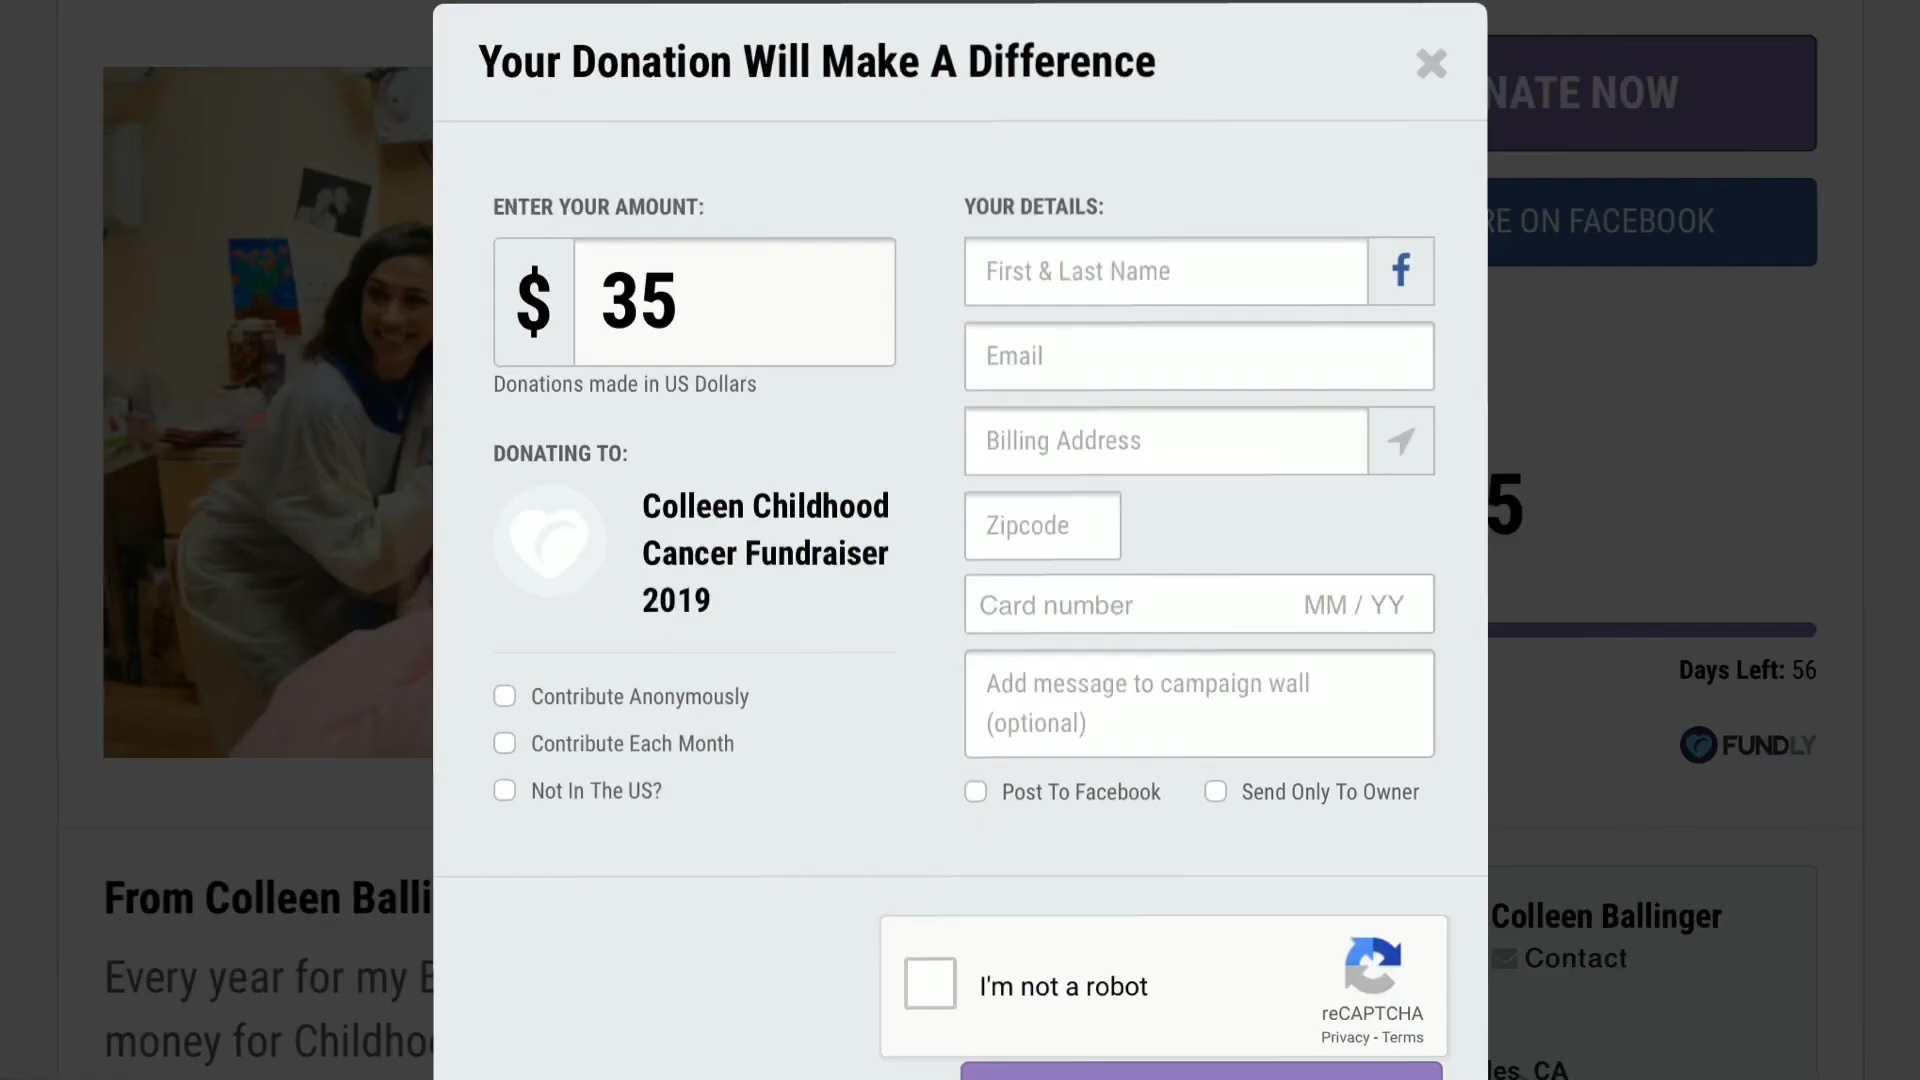 Your Donation Will Make A Difference
NATE NOW
RE ON FACEBOOK
ENTER YOUR AMOUNT:
$ 35
Donations made in US Dollars
DONATING TO:
Colleen Childhood
Cancer Fundraiser
2019
Contribute Anonymously
Contribute Each Month
Not In The US?
YOUR DETAILS:
First & Last Name
Email
Billing Address
Zipcode
Card number MM / YY
Add message to campaign wall
(optional)
Post To Facebook
Send Only To Owner
5
Days Left: 56
FUNDLY
From Colleen Balli
Every year for my B
money for Childho
I'm not a robot
reCAPTCHA
Privacy - Terms
Colleen Ballinger
Contact
les, CA